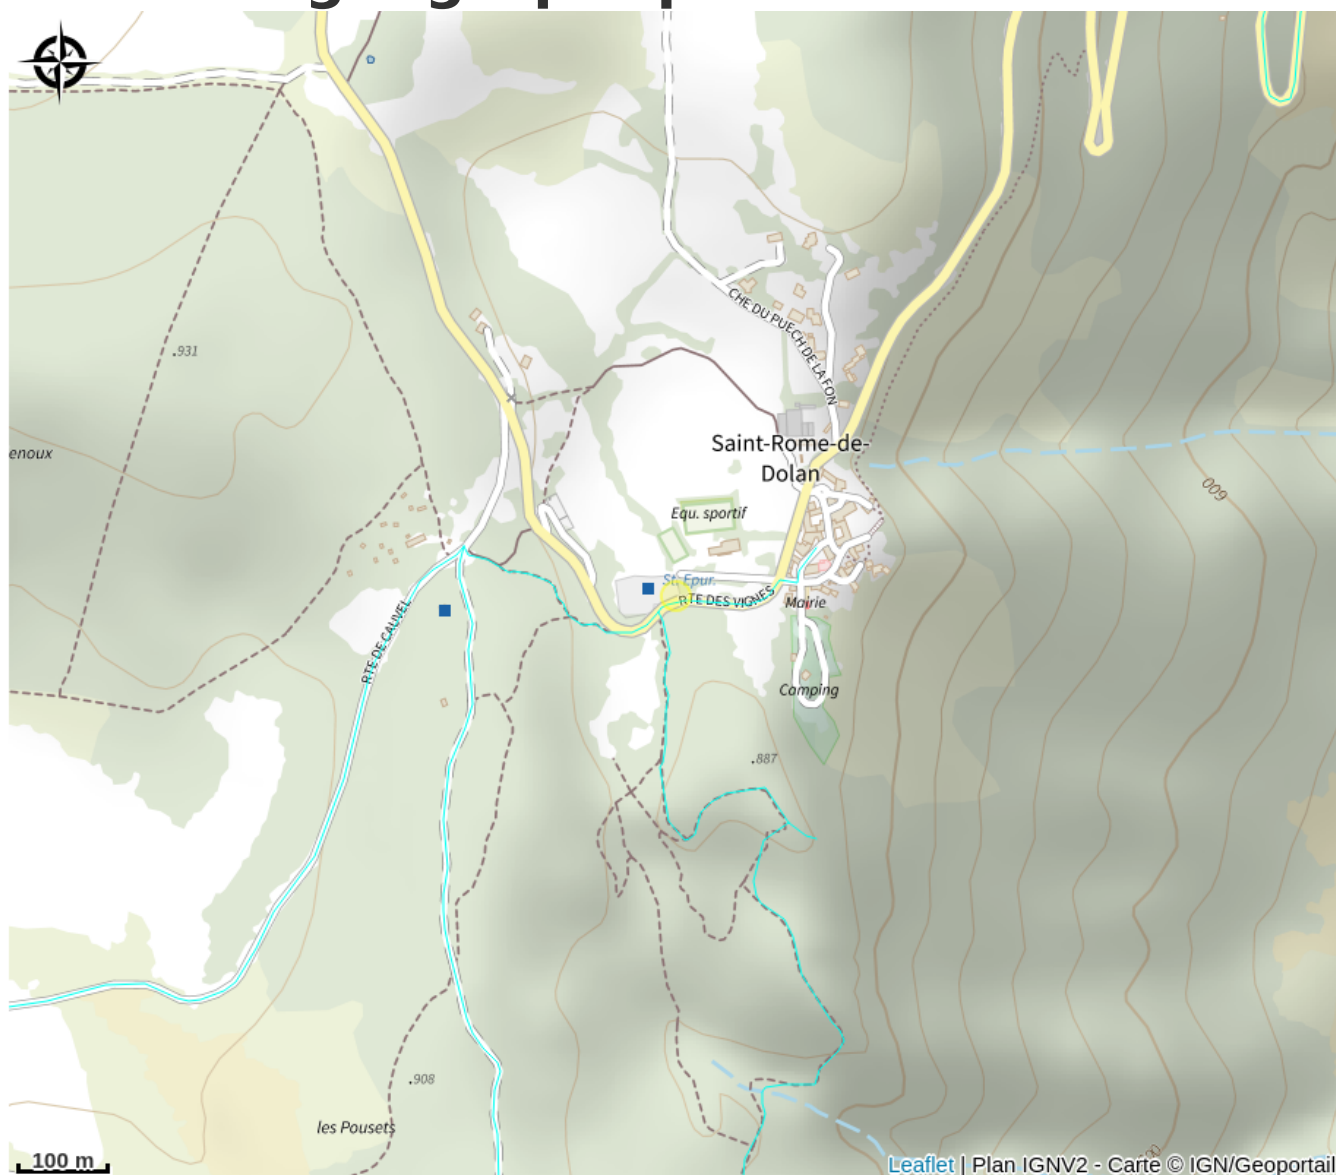 CHE DU PUECH DE LA FON
.931
Saint-Rome-de-
Dolan
enoux
600
Equ. sportif
St. Epur.
RTE DES VIGNES
Mairie
RTE DE CAUVEL
Camping
.887
.908
les Pousets
100 m
Leaflet | Plan IGNV2 - Carte © IGN/Geoportail